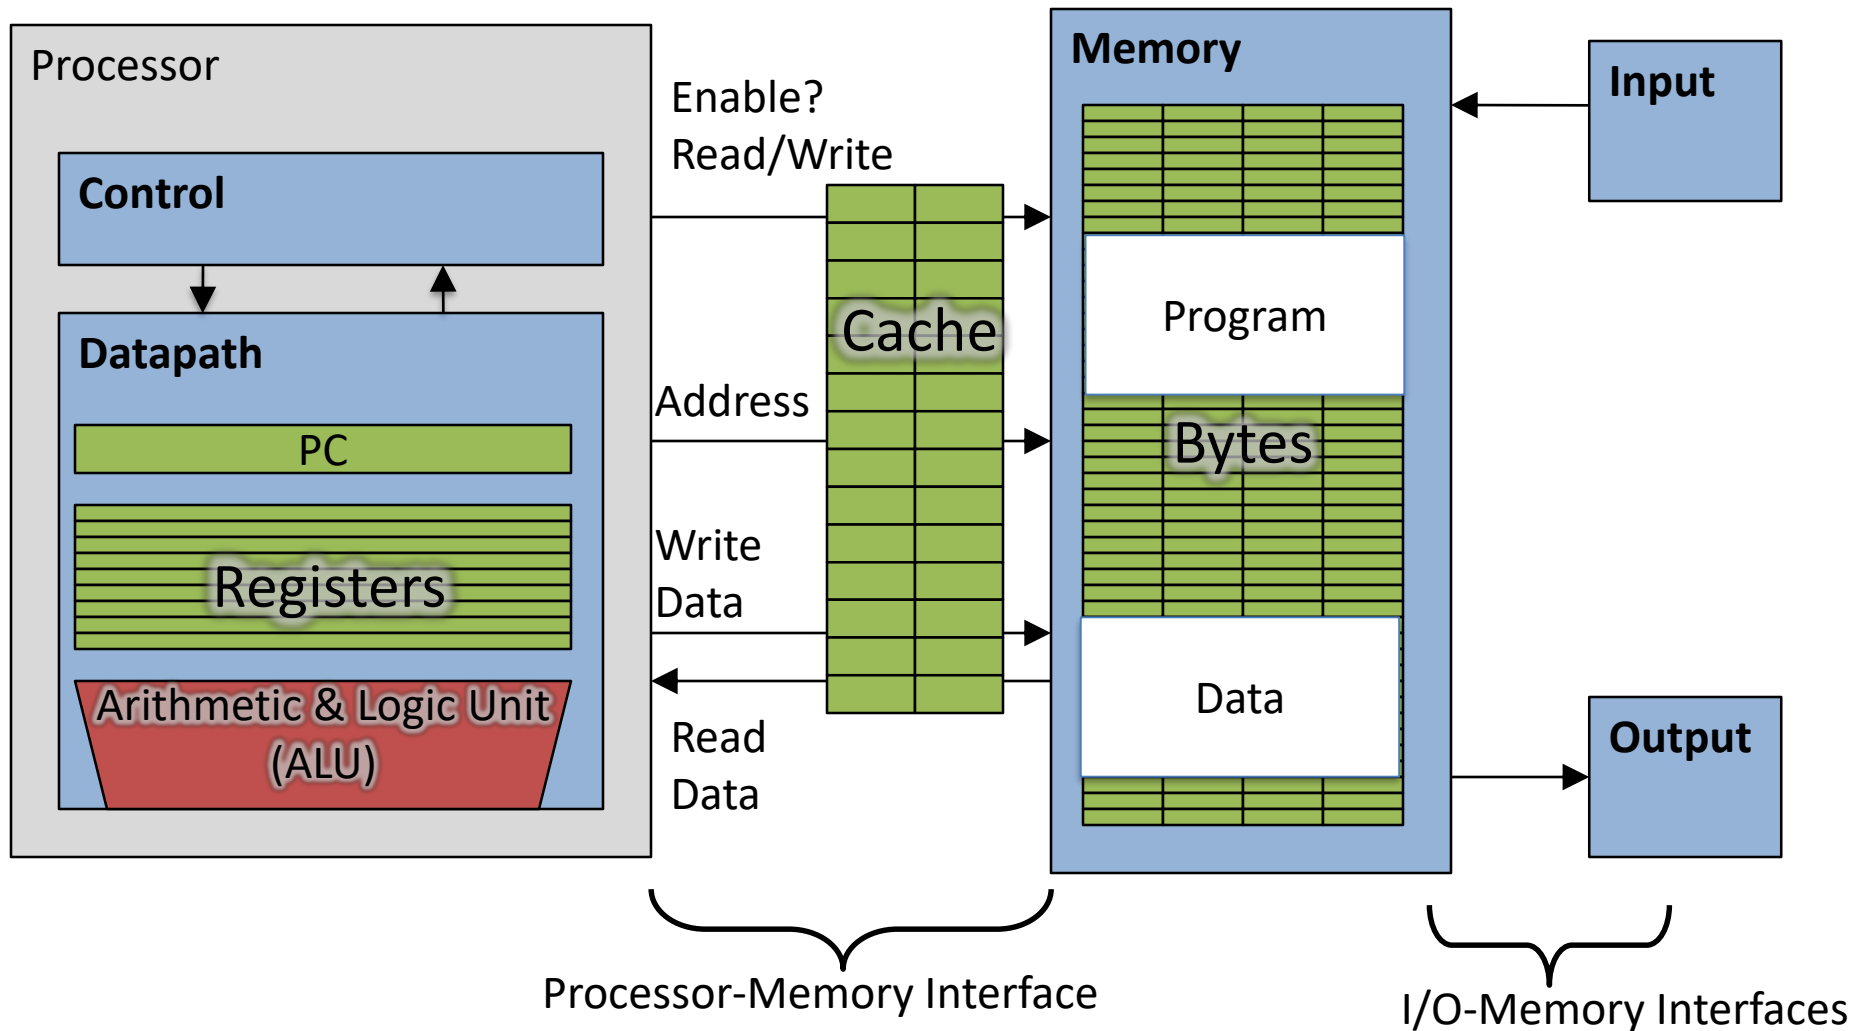 Processor
Control
Datapath
PC
Registers
Arithmetic & Logic Unit
(ALU)
Enable?
Read/Write
Cache
Address
Write
Data
Read
Data
Memory
Program
Bytes
Data
Input
Output
Processor-Memory Interface
I/O-Memory Interfaces